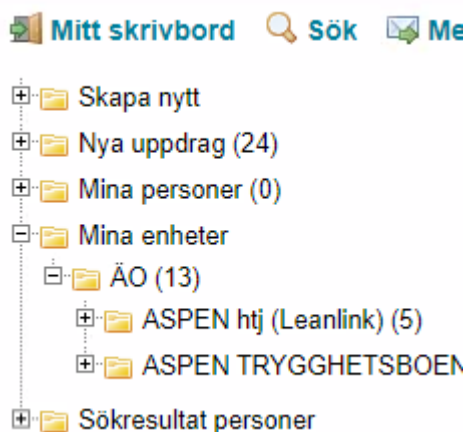 Mitt skrivbord Sök Me
Skapa nytt
Nya uppdrag (24)
Mina personer (0)
Mina enheter
ÄO (13)
ASPEN htj (Leanlink) (5)
ASPEN TRYGGHETSBOEN
Sökresultat personer